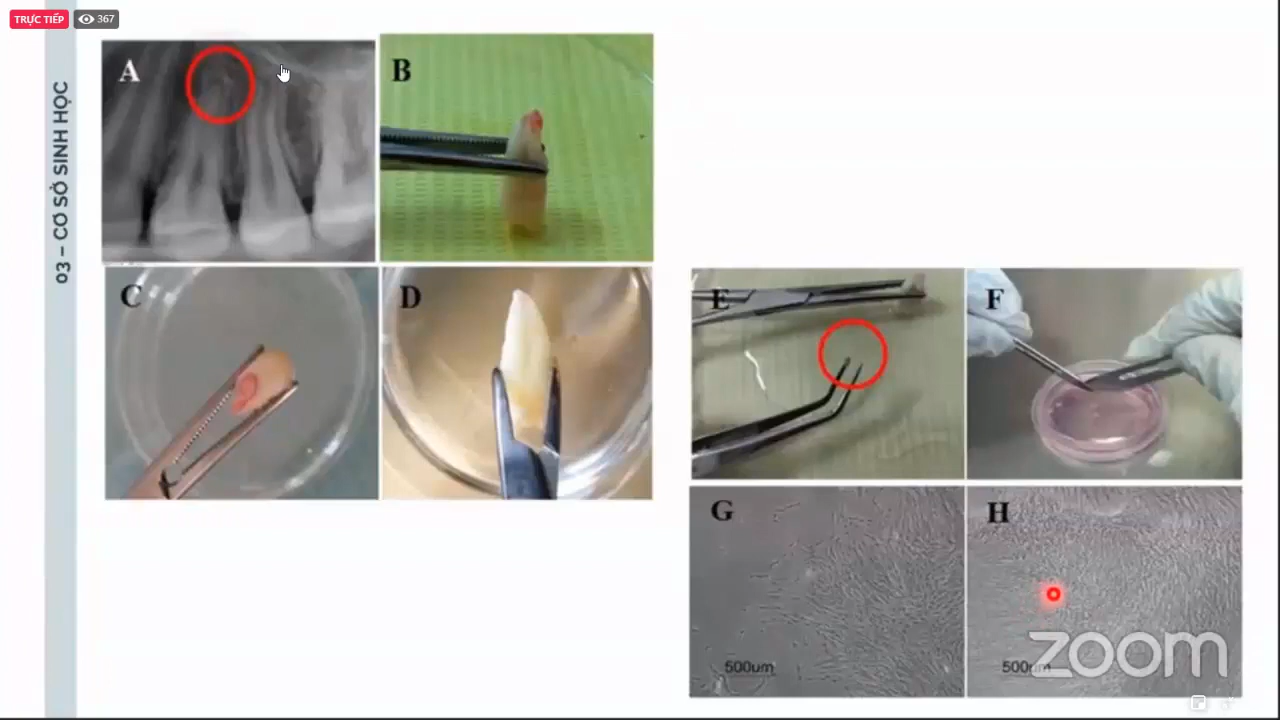 TRỰC TIẾP
367
03 – CƠ SỞ SINH HỌC
A
B
C
D
E
F
G
H
500um
500um
zoom